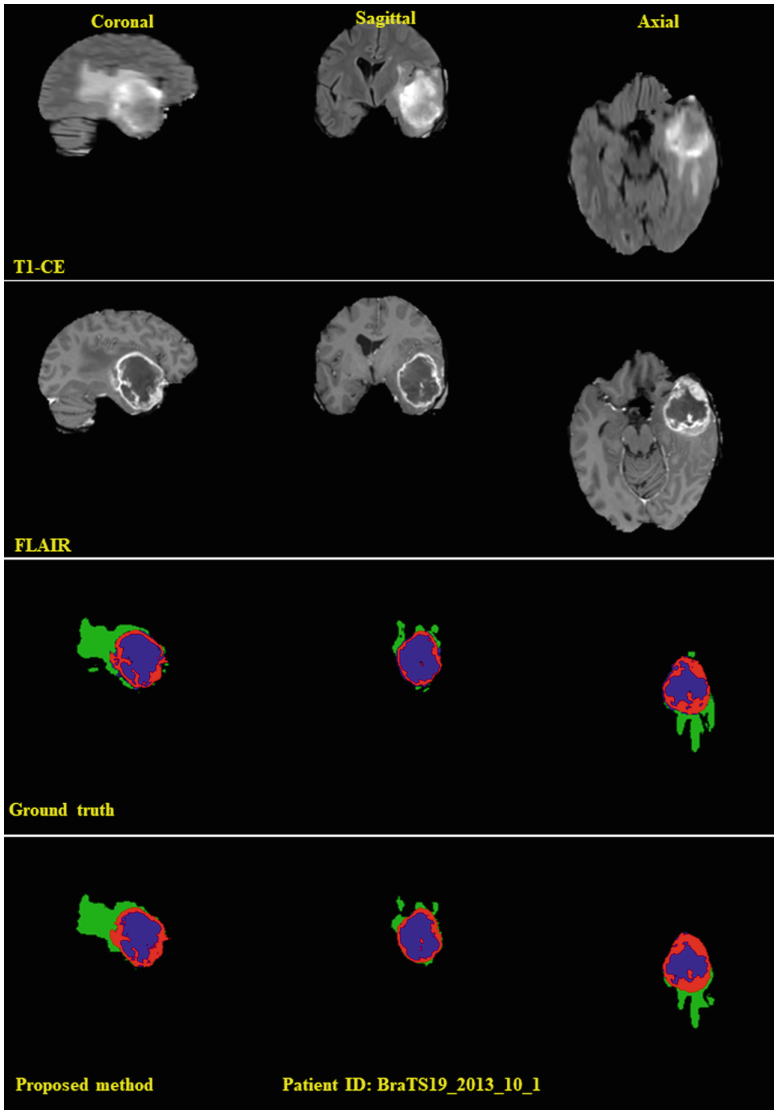 Coronal
Sagittal
Axial
T1-CE
FLAIR
Ground truth
Proposed method
Patient ID: BraTS19_2013_10_1